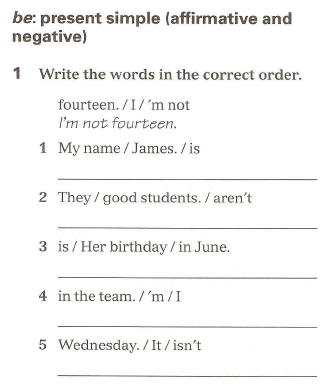 be: present simple (affirmative and
negative)
1 Write the words in the correct order.
fourteen. / I / 'm not
I'm not fourteen.
1 My name / James. / is
2 They / good students. / aren't
3 is / Her birthday / in June.
4 in the team. / 'm / I
5 Wednesday. / It / isn't